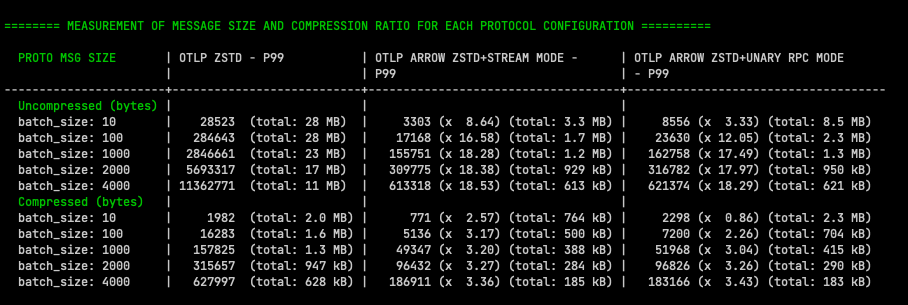 ======== MEASUREMENT OF MESSAGE SIZE AND COMPRESSION RATIO FOR EACH PROTOCOL CONFIGURATION ==========
PROTO MSG SIZE | OTLP ZSTD - P99 | OTLP ARROW ZSTD+STREAM MODE - | OTLP ARROW ZSTD+UNARY RPC MODE
| | P99 | - P99
-----------------------+----------------------------+------------------------------------+-------------------------------------
Uncompressed (bytes) | | |
batch_size: 10 | 28523 (total: 28 MB) | 3303 (x 8.64) (total: 3.3 MB) | 8556 (x 3.33) (total: 8.5 MB)
batch_size: 100 | 284643 (total: 28 MB) | 17168 (x 16.58) (total: 1.7 MB) | 23630 (x 12.05) (total: 2.3 MB)
batch_size: 1000 | 2846661 (total: 23 MB) | 155751 (x 18.28) (total: 1.2 MB) | 162758 (x 17.49) (total: 1.3 MB)
batch_size: 2000 | 5693317 (total: 17 MB) | 309775 (x 18.38) (total: 929 kB) | 316782 (x 17.97) (total: 950 kB)
batch_size: 4000 | 11362771 (total: 11 MB) | 613318 (x 18.53) (total: 613 kB) | 621374 (x 18.29) (total: 621 kB)
Compressed (bytes) | | |
batch_size: 10 | 1982 (total: 2.0 MB) | 771 (x 2.57) (total: 764 kB) | 2298 (x 0.86) (total: 2.3 MB)
batch_size: 100 | 16283 (total: 1.6 MB) | 5136 (x 3.17) (total: 500 kB) | 7200 (x 2.26) (total: 704 kB)
batch_size: 1000 | 157825 (total: 1.3 MB) | 49347 (x 3.20) (total: 388 kB) | 51968 (x 3.04) (total: 415 kB)
batch_size: 2000 | 315657 (total: 947 kB) | 96432 (x 3.27) (total: 284 kB) | 96826 (x 3.26) (total: 290 kB)
batch_size: 4000 | 627997 (total: 628 kB) | 186911 (x 3.36) (total: 185 kB) | 183166 (x 3.43) (total: 183 kB)